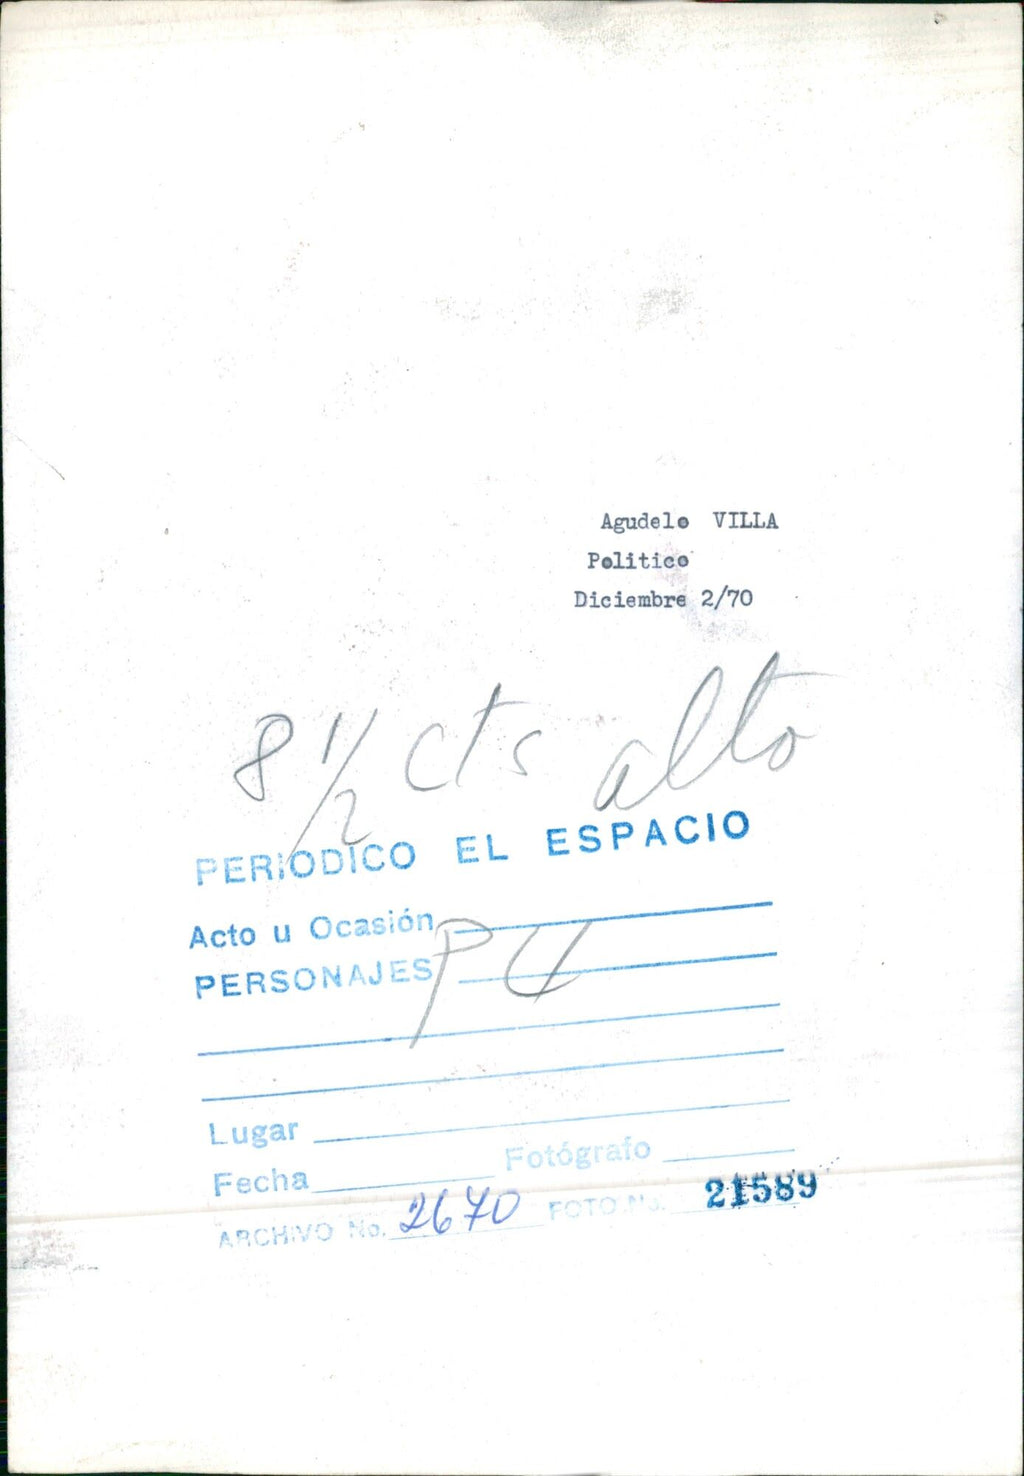 Agudelo VILLA
Politico
Diciembre 2/70
8 1/2 cts alto
PERIODICO EL ESPACIO
Acto u Ocasión
PERSONAJES
Lugar
Fecha Fotógrafo
ARCHIVO No. 2670 FOTO No. 21589